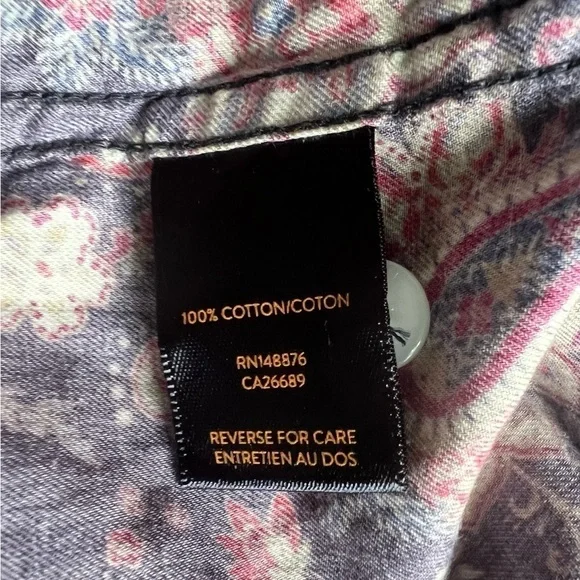 100% COTTON/COTON
RN148876
CA26689
REVERSE FOR CARE
ENTRETIEN AU DOS